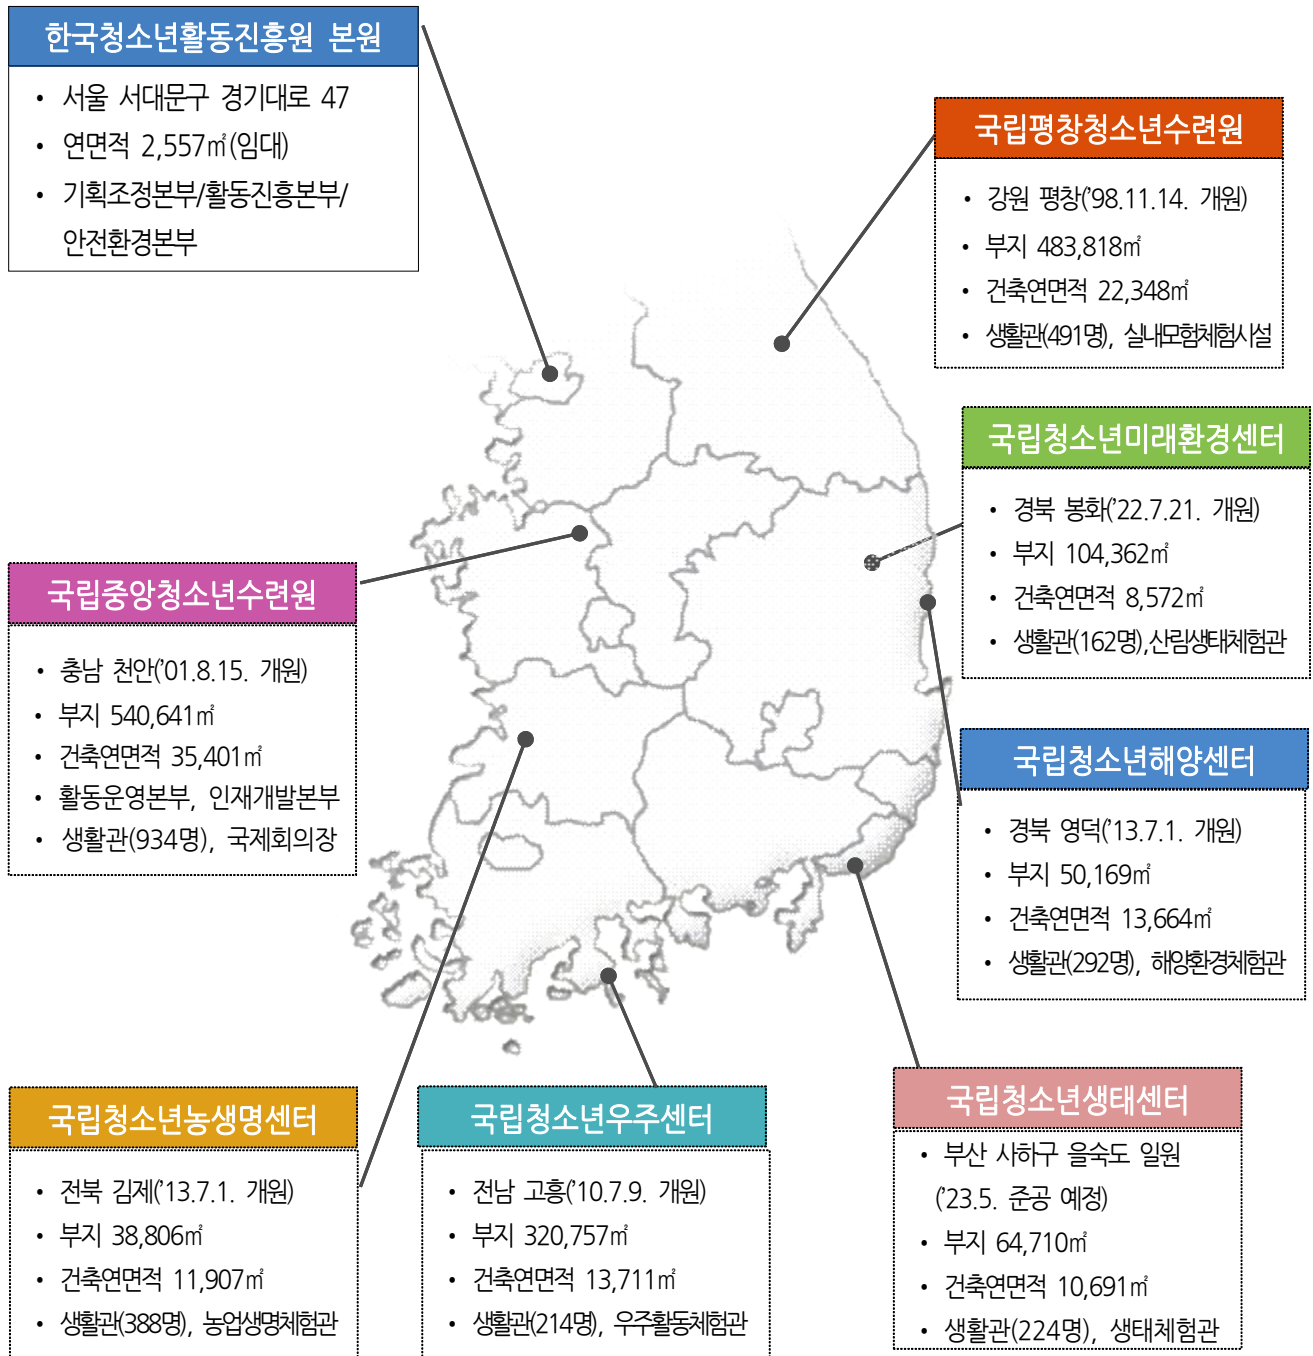 한국청소년활동진흥원 본원
• 서울 서대문구 경기대로 47
• 연면적 2,557㎡(임대)
• 기획조정본부/활동진흥본부/
안전환경본부
국립평창청소년수련원
• 강원 평창('98.11.14. 개원)
• 부지 483,818㎡
• 건축연면적 22,348㎡
• 생활관(491명), 실내모험체험시설
국립청소년미래환경센터
• 경북 봉화('22.7.21. 개원)
• 부지 104,362㎡
• 건축연면적 8,572㎡
• 생활관(162명),산림생태체험관
국립중앙청소년수련원
• 충남 천안('01.8.15. 개원)
• 부지 540,641㎡
• 건축연면적 35,401㎡
• 활동운영본부, 인재개발본부
• 생활관(934명), 국제회의장
국립청소년해양센터
• 경북 영덕('13.7.1. 개원)
• 부지 50,169㎡
• 건축연면적 13,664㎡
• 생활관(292명), 해양환경체험관
국립청소년농생명센터
• 전북 김제('13.7.1. 개원)
• 부지 38,806㎡
• 건축연면적 11,907㎡
• 생활관(388명), 농업생명체험관
국립청소년우주센터
• 전남 고흥('10.7.9. 개원)
• 부지 320,757㎡
• 건축연면적 13,711㎡
• 생활관(214명), 우주활동체험관
국립청소년생태센터
• 부산 사하구 을숙도 일원
('23.5. 준공 예정)
• 부지 64,710㎡
• 건축연면적 10,691㎡
• 생활관(224명), 생태체험관